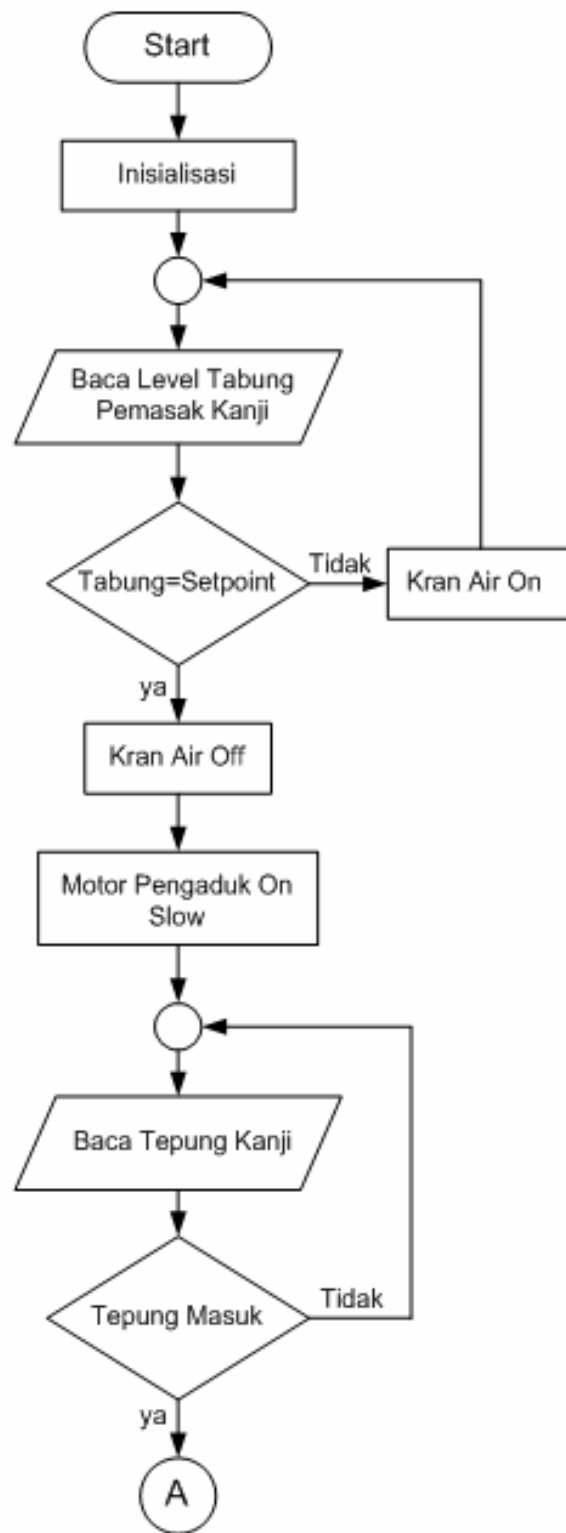 Start
Inisialisasi
Baca Level Tabung
Pemasak Kanji
Tabung=Setpoint
Tidak
Kran Air On
ya
Kran Air Off
Motor Pengaduk On
Slow
Baca Tepung Kanji
Tepung Masuk
Tidak
ya
A